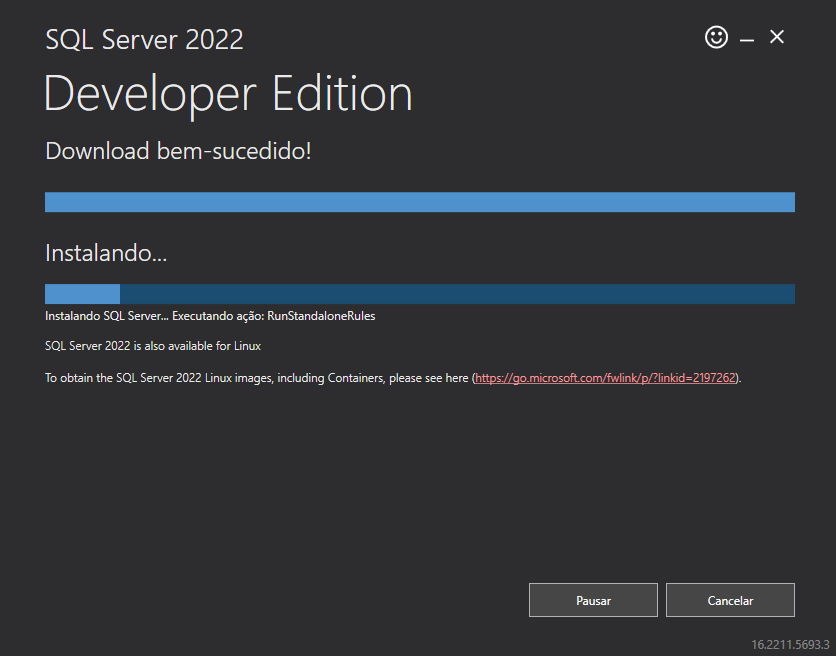 SQL Server 2022
Developer Edition
Download bem-sucedido!
Instalando...
Instalando SQL Server... Executando ação: RunStandaloneRules
SQL Server 2022 is also available for Linux
To obtain the SQL Server 2022 Linux images, including Containers, please see here (https://go.microsoft.com/fwlink/p/?linkid=2197262).
Pausar
Cancelar
16.2211.5693.3